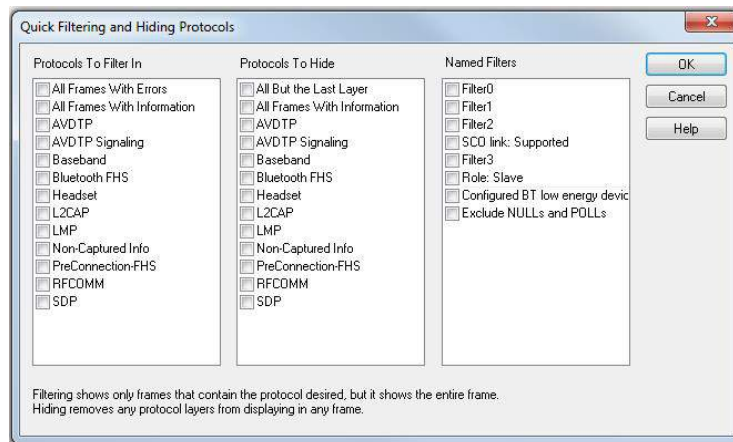 Quick Filtering and Hiding Protocols
Protocols To Filter In
All Frames With Errors
All Frames With Information
AVDTP
AVDTP Signaling
Baseband
Bluetooth FHS
Headset
L2CAP
LMP
Non-Captured Info
PreConnection-FHS
RFCOMM
SDP
Protocols To Hide
All But the Last Layer
All Frames With Information
AVDTP
AVDTP Signaling
Baseband
Bluetooth FHS
Headset
L2CAP
LMP
Non-Captured Info
PreConnection-FHS
RFCOMM
SDP
Named Filters
Filter0
Filter1
Filter2
SCO link: Supported
Filter3
Role: Slave
Configured BT low energy devic
Exclude NULLs and POLLs
OK
Cancel
Help
Filtering shows only frames that contain the protocol desired, but it shows the entire frame.
Hiding removes any protocol layers from displaying in any frame.